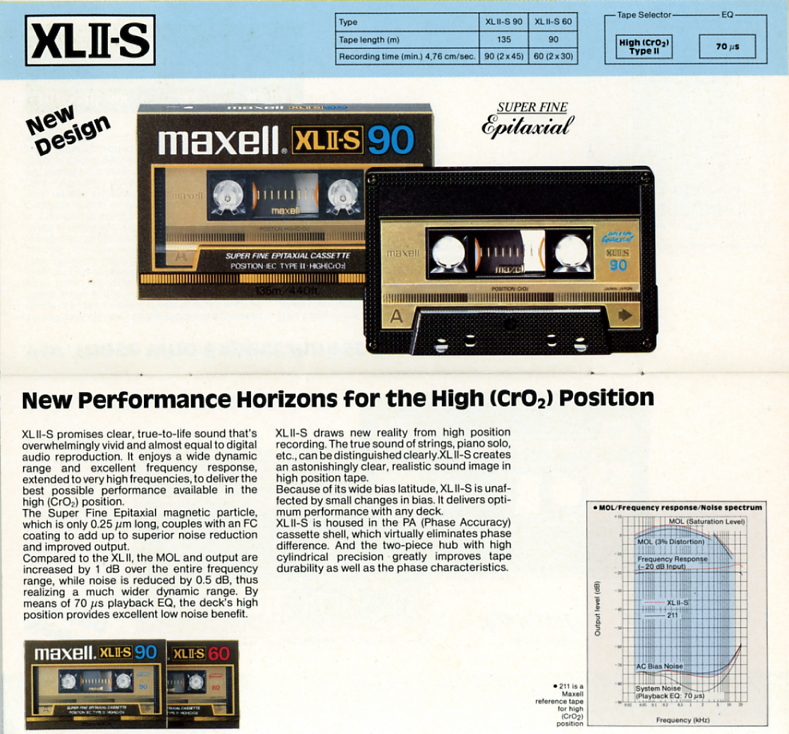 XLII-S
Type XLII-S 90 XLII-S 60
Tape length (m) 135 90
Recording time (min.) 4,76 cm/sec. 90 (2 x 45) 60 (2 x 30)
Tape Selector EQ
High (CrO₂)
Type II
70 µs
New
Design
SUPER FINE
Epitaxial
maxell. XLII-S 90
maxell
maxell
A
SUPER FINE EPITAXIAL CASSETTE
POSITION·IEC TYPE II·HIGH(CrO₂)
135m/440ft.
maxell
maxell
XLII-S
90
POSITION·CrO₂
A
New Performance Horizons for the High (CrO₂) Position
XLII-S promises clear, true-to-life sound that's
overwhelmingly vivid and almost equal to digital
audio reproduction. It enjoys a wide dynamic
range and excellent frequency response,
extended to very high frequencies, to deliver the
best possible performance available in the
high (CrO₂) position.
The Super Fine Epitaxial magnetic particle,
which is only 0.25 µm long, couples with an FC
coating to add up to superior noise reduction
and improved output.
Compared to the XLII, the MOL and output are
increased by 1 dB over the entire frequency
range, while noise is reduced by 0.5 dB, thus
realizing a much wider dynamic range. By
means of 70 µs playback EQ, the deck's high
position provides excellent low noise benefit.
XLII-S draws new reality from high position
recording. The true sound of strings, piano solo,
etc., can be distinguished clearly.XLII-S creates
an astonishingly clear, realistic sound image in
high position tape.
Because of its wide bias latitude, XLII-S is unaf-
fected by small changes in bias. It delivers opti-
mum performance with any deck.
XLII-S is housed in the PA (Phase Accuracy)
cassette shell, which virtually eliminates phase
difference. And the two-piece hub with high
cylindrical precision greatly improves tape
durability as well as the phase characteristics.
• MOL/Frequency response/Noise spectrum
MOL (Saturation Level)
MOL (3% Distortion)
Frequency Response
(−20 dB Input)
XLII-S
211
AC Bias Noise
System Noise
(Playback EQ: 70 µs)
Output level (dB)
Frequency (kHz)
• 211 is a
Maxell
reference tape
for high
(CrO₂)
position
maxell. XLII-S 90
XLII-S 60